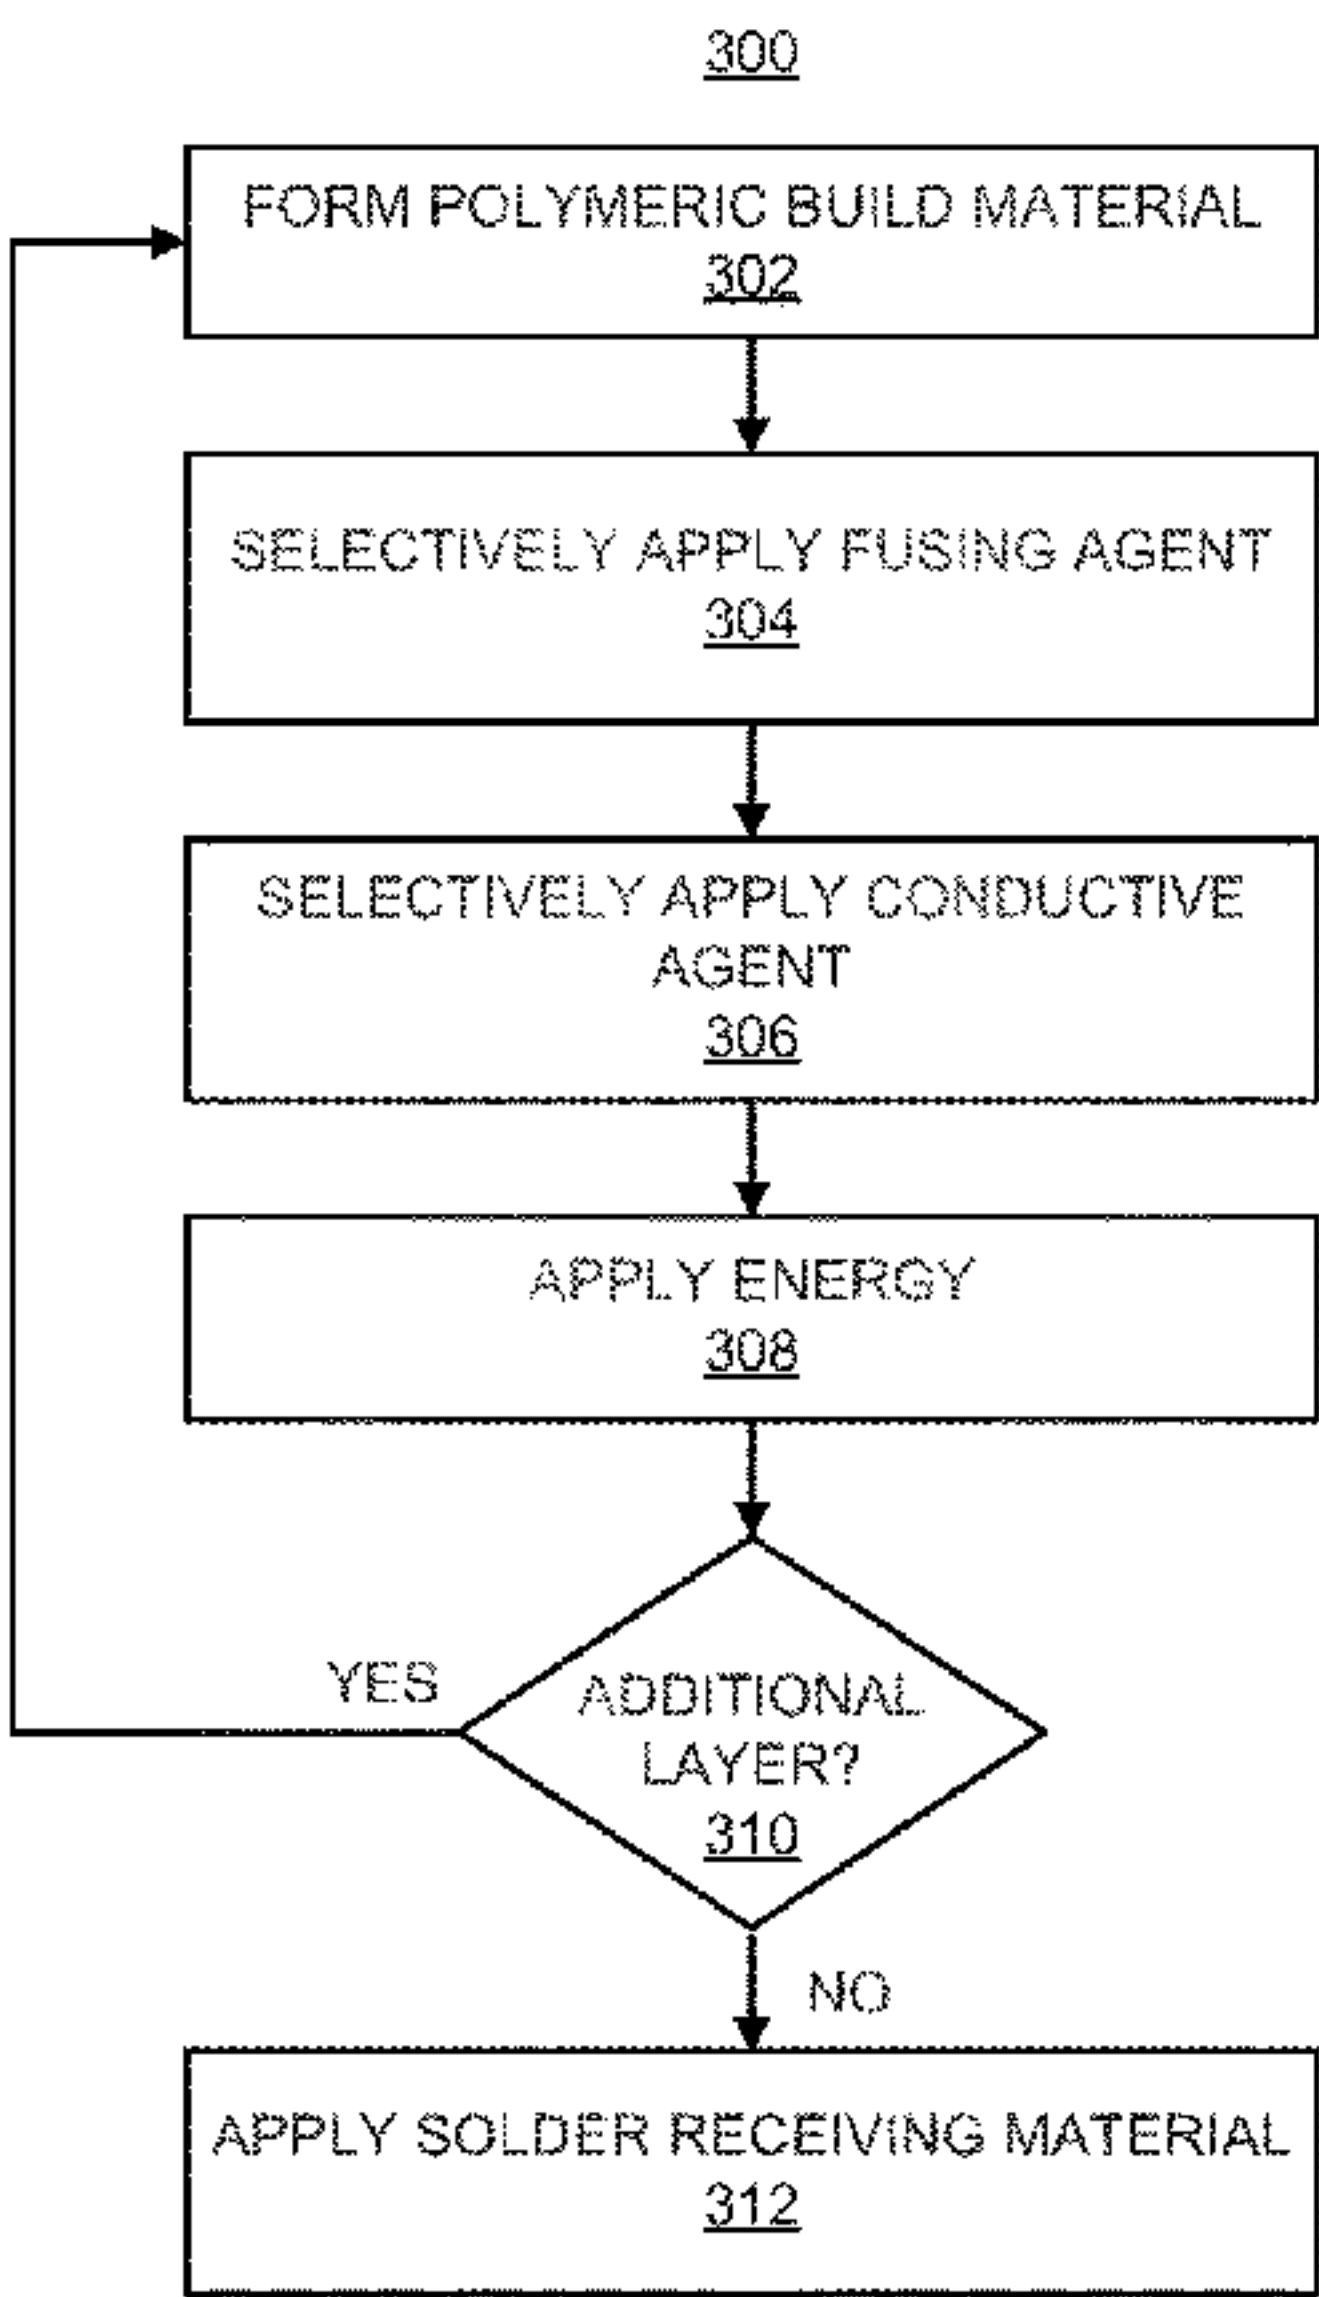 300
FORM POLYMERIC BUILD MATERIAL
302
SELECTIVELY APPLY FUSING AGENT
304
SELECTIVELY APPLY CONDUCTIVE
AGENT
306
APPLY ENERGY
308
YES
ADDITIONAL
LAYER?
310
NO
APPLY SOLDER RECEIVING MATERIAL
312